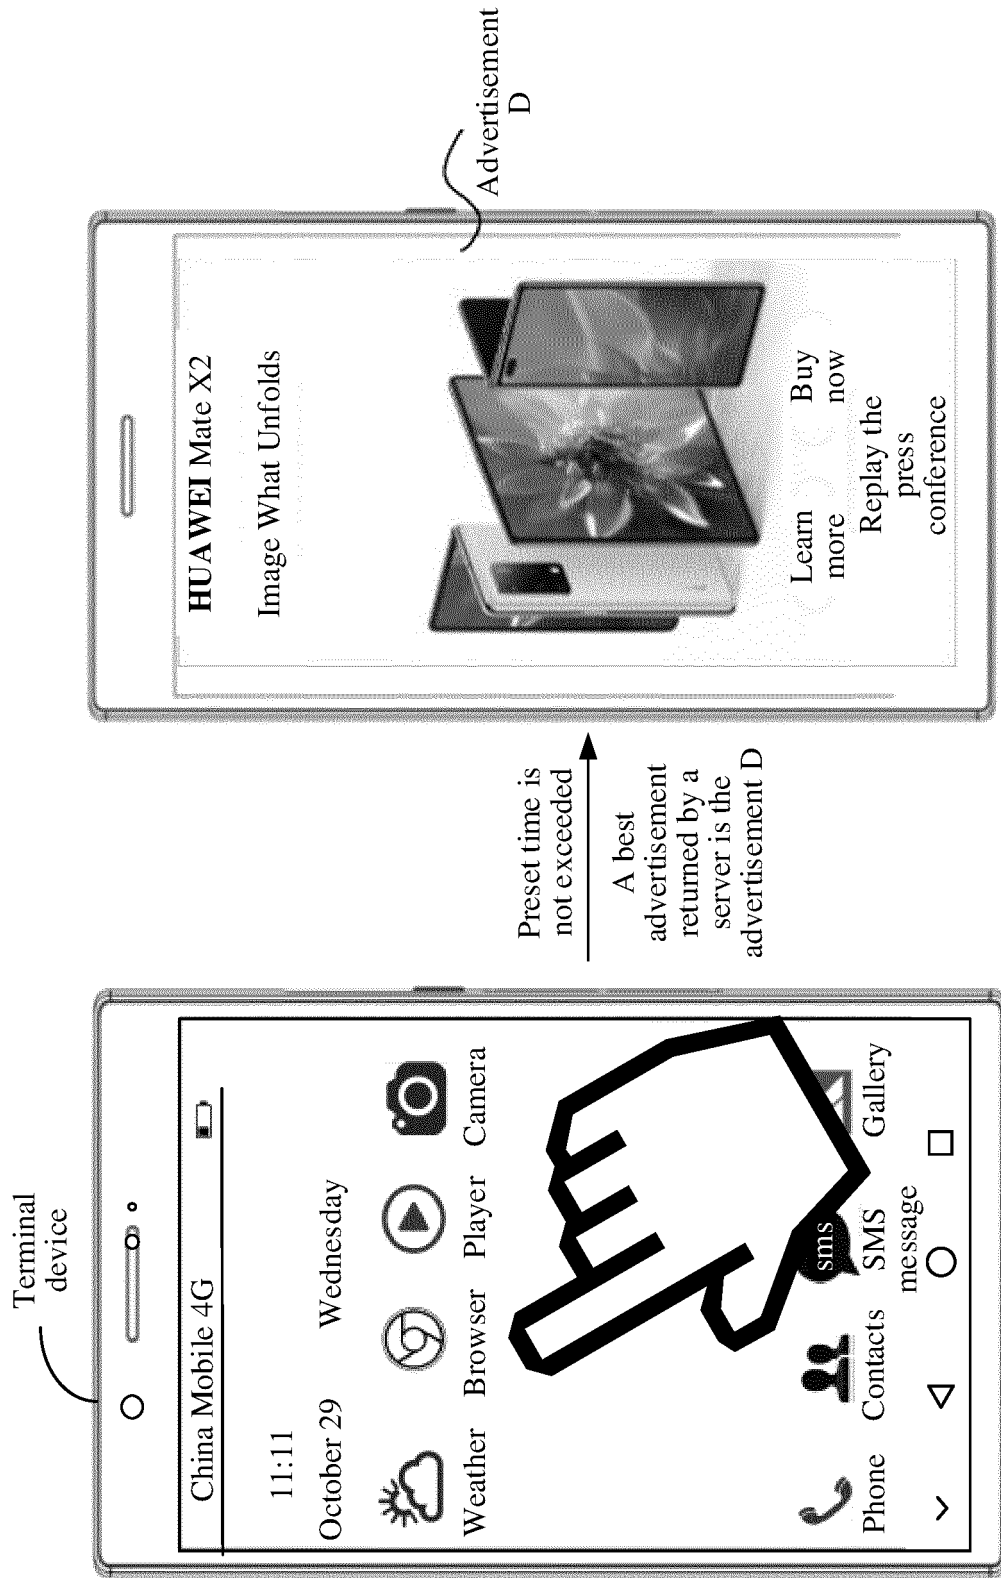 Terminal
device
China Mobile 4G
11:11
October 29 Wednesday
Weather Browser Player Camera
sms
Phone Contacts SMS Gallery
message
Preset time is
not exceeded
A best
advertisement
returned by a
server is the
advertisement D
HUAWEI Mate X2
Image What Unfolds
Learn Buy
more now
Replay the
press
conference
Advertisement
D